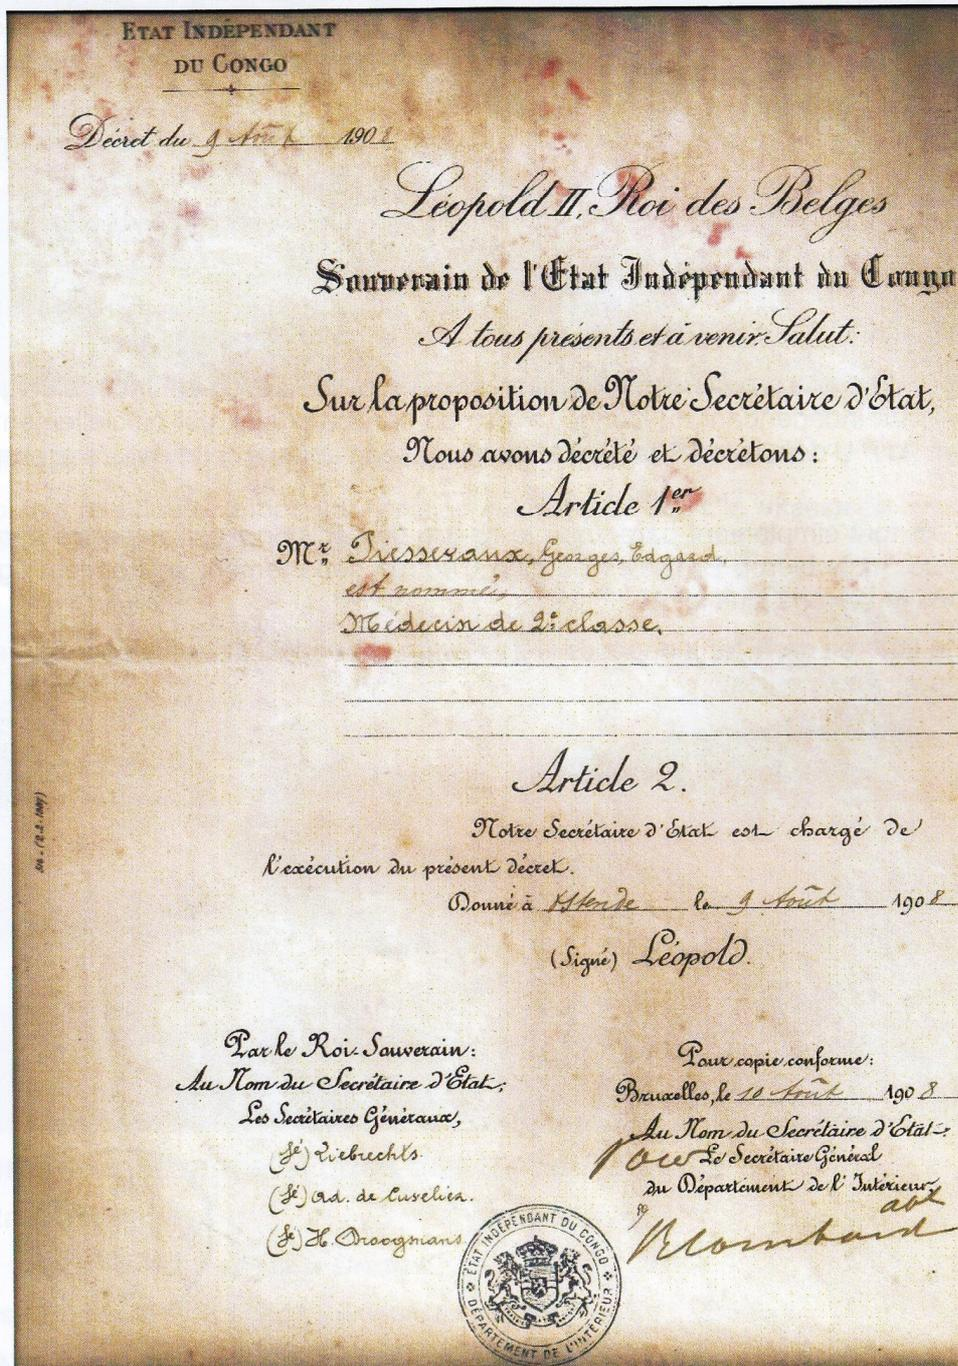 ETAT INDÉPENDANT
DU CONGO
Décret du 9 Août 1908
Léopold II, Roi des Belges
Souverain de l'Etat Indépendant du Congo
A tous présents et à venir, Salut:
Sur la proposition de Notre Secrétaire d'Etat,
Nous avons décrété et décrétons:
Article 1er
Mr Piesseraux, Georges, Edgard,
est nommé,
Médecin de 2e classe.
Article 2.
Notre Secrétaire d'Etat est chargé de
l'exécution du présent décret.
Donné à Ostende le 9 Août 1908
(Signé) Léopold.
Par le Roi-Souverain:
Au Nom du Secrétaire d'Etat,
Les Secrétaires Généraux,
(sé) Liebrechts
(sé) Ad. de Cuvelier.
(sé) H. Droogmans
Pour copie conforme:
Bruxelles, le 10 Août 1908
Au Nom du Secrétaire d'Etat:
Pour Le Secrétaire Général
du Département de l'Intérieur,
ETAT INDÉPENDANT DU CONGO
DÉPARTEMENT DE L'INTÉRIEUR